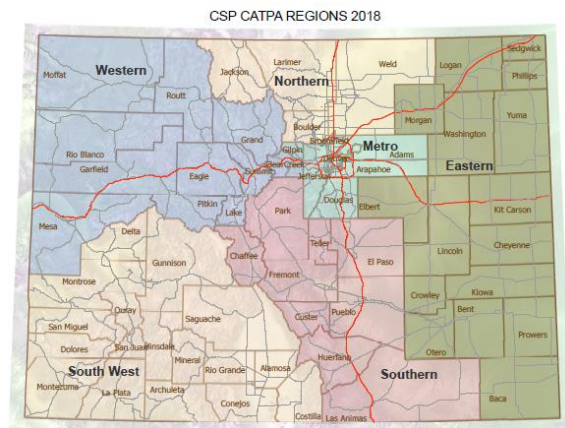 CSP CATPA REGIONS 2018
Moffat
Western
Routt
Jackson
Larimer
Northern
Weld
Logan
Sedgwick
Phillips
Morgan
Washington
Yuma
Rio Blanco
Garfield
Grand
Boulder
Broomfield
Gilpin
Metro
Adams
Eastern
Denver
Clear Creek
Jefferson
Arapahoe
Eagle
Summit
Pitkin
Lake
Park
Douglas
Elbert
Kit Carson
Mesa
Delta
Gunnison
Chaffee
Teller
El Paso
Lincoln
Cheyenne
Montrose
Fremont
Ouray
Saguache
Custer
Pueblo
Crowley
Kiowa
Bent
Prowers
San Miguel
Dolores
San Juan
Hinsdale
Mineral
Rio Grande
Alamosa
Huerfano
Otero
South West
Southern
Montezuma
La Plata
Archuleta
Conejos
Costilla
Las Animas
Baca